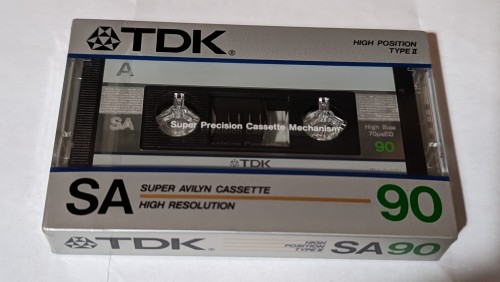 TDK®
HIGH POSITION
TYPE II
A
SA
Super Precision Cassette Mechanism
High Bias
70μsEQ
90
TDK
SA
SUPER AVILYN CASSETTE
HIGH RESOLUTION
90
TDK®
HIGH
POSITION
TYPE II
SA90